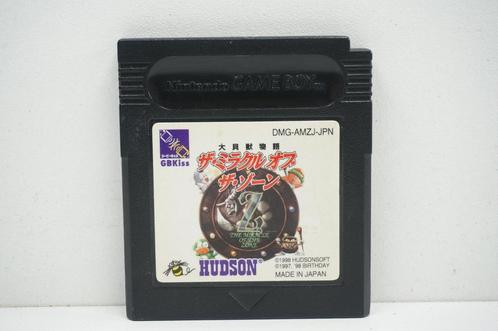 Nintendo GAME BOY™
DMG-AMZJ-JPN
GBKiss
大貝獣物語
ザ・ミラクル オブ
ザ・ゾーン
Z
THE MIRACLE
OF THE
ZONE
HUDSON
©1998 HUDSONSOFT
©1997, '98 BIRTHDAY
MADE IN JAPAN